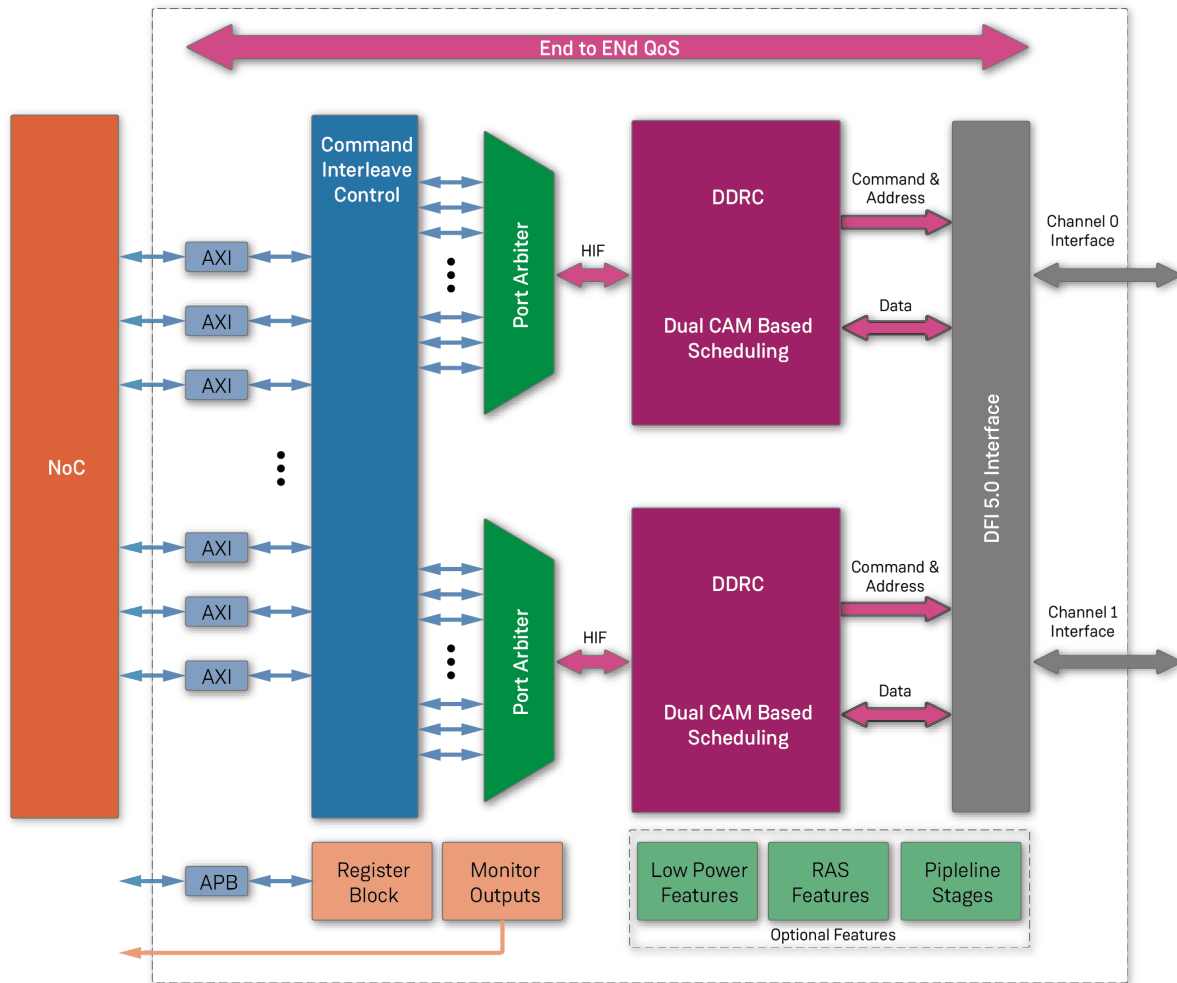 End to ENd QoS
NoC
AXI
AXI
AXI
AXI
AXI
AXI
APB
Command
Interleave
Control
Port Arbiter
Port Arbiter
HIF
HIF
DDRC
Dual CAM Based
Scheduling
DDRC
Dual CAM Based
Scheduling
Command &
Address
Data
Command &
Address
Data
DFI 5.0 Interface
Channel 0
Interface
Channel 1
Interface
Register
Block
Monitor
Outputs
Low Power
Features
RAS
Features
Pipleline
Stages
Optional Features